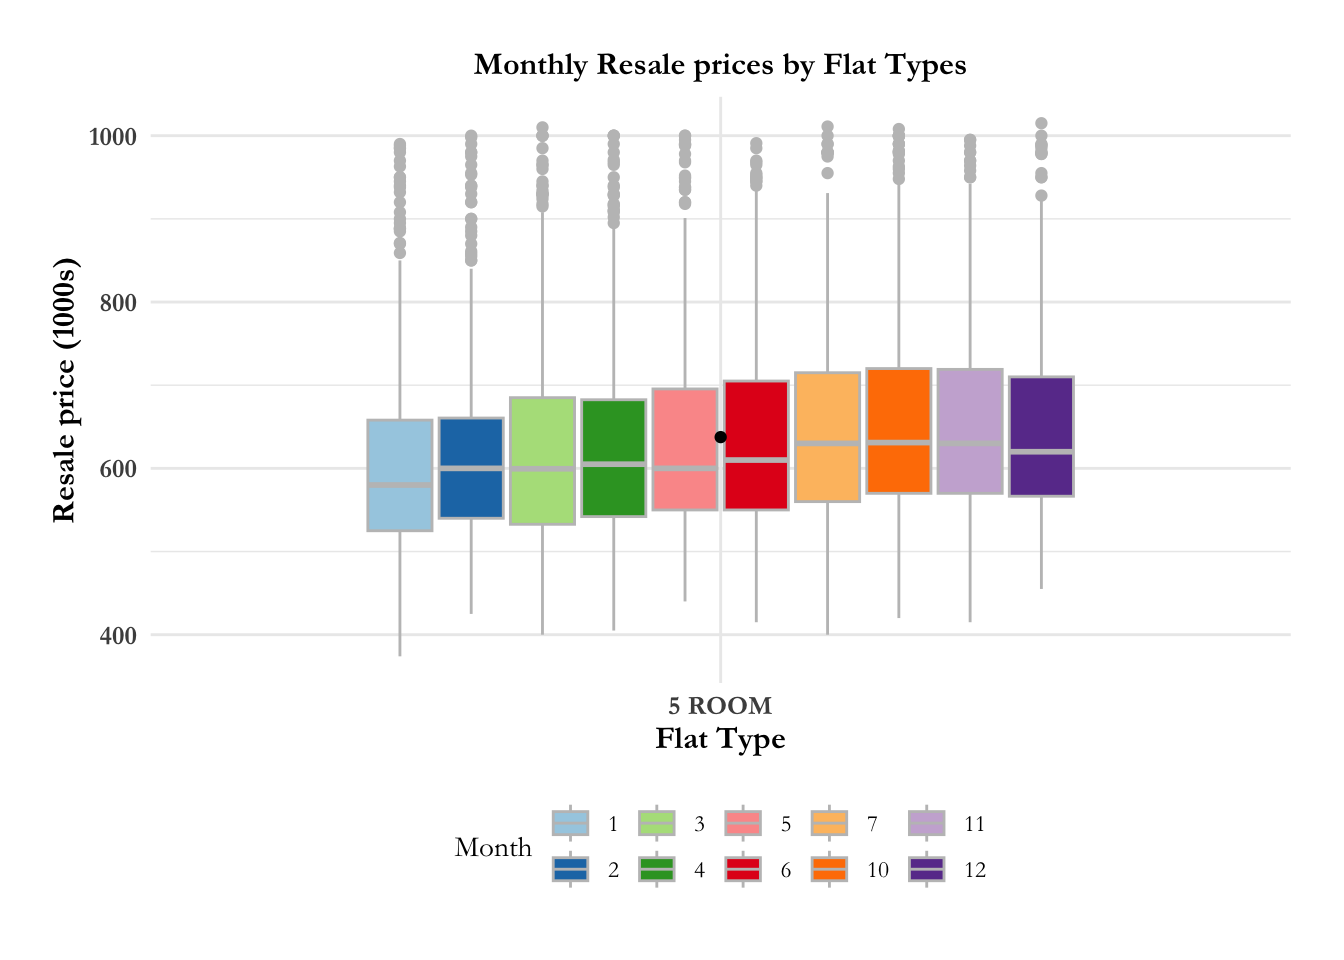 Monthly Resale prices by Flat Types
Resale price (1000s)
1000
800
600
400
5 ROOM
Flat Type
Month
1 3 5 7 11
2 4 6 10 12